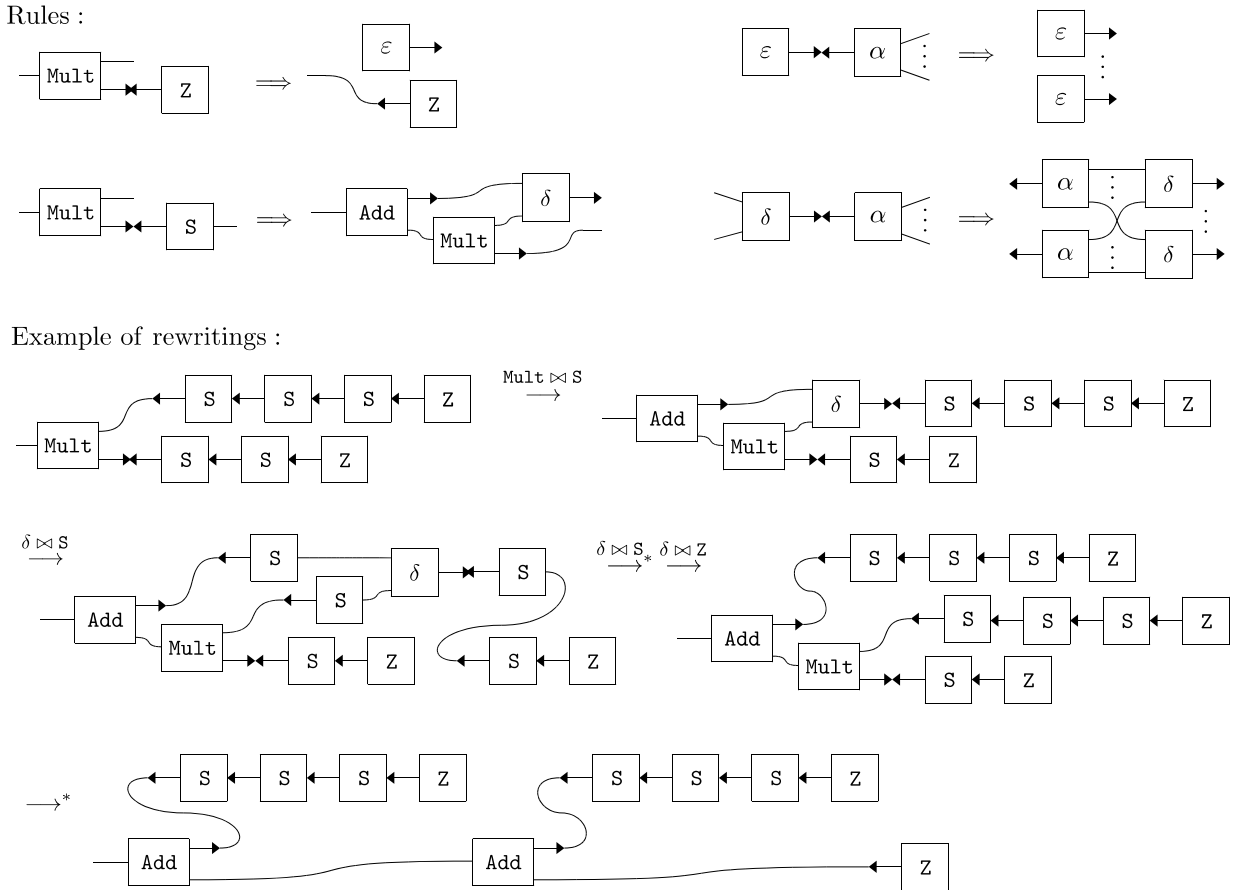 Rules :
Mult Z ⟹ ε Z
ε α ⋮ ⟹ ε ⋮ ε
Mult S ⟹ Add Mult δ
δ α ⋮ ⟹ α ⋮ δ ⋮ α ⋮ δ
Example of rewritings :
Mult S S S Z
S S Z
Mult ⋈ S
⟶
Add Mult δ S S S Z
S Z
δ ⋈ S
⟶
Add S δ S
Mult S
S Z S Z
δ ⋈ S δ ⋈ Z
⟶* ⟶
S S S Z
Add S S S Z
Mult S Z
⟶*
S S S Z S S S Z
Add Add Z